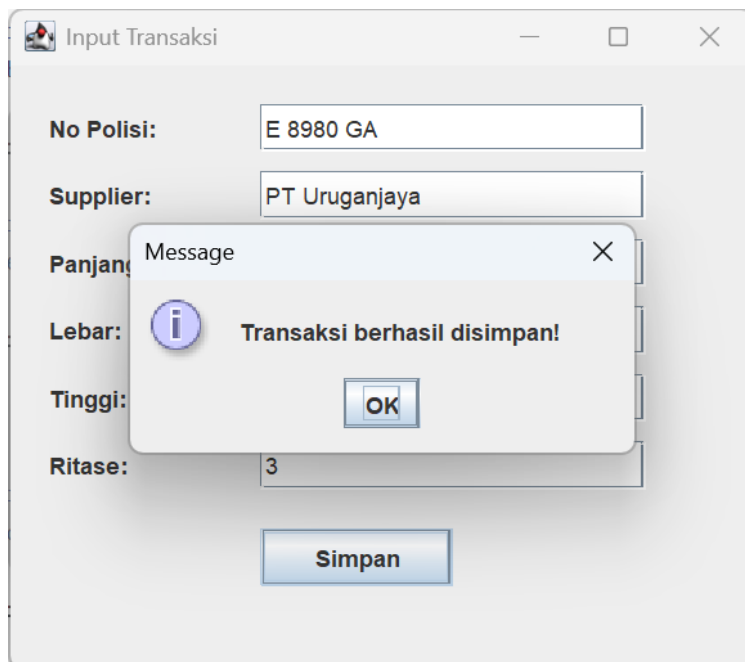 Input Transaksi
No Polisi: E 8980 GA
Supplier: PT Uruganjaya
Message
Panjang
Transaksi berhasil disimpan!
Lebar:
OK
Tinggi:
Ritase: 3
Simpan